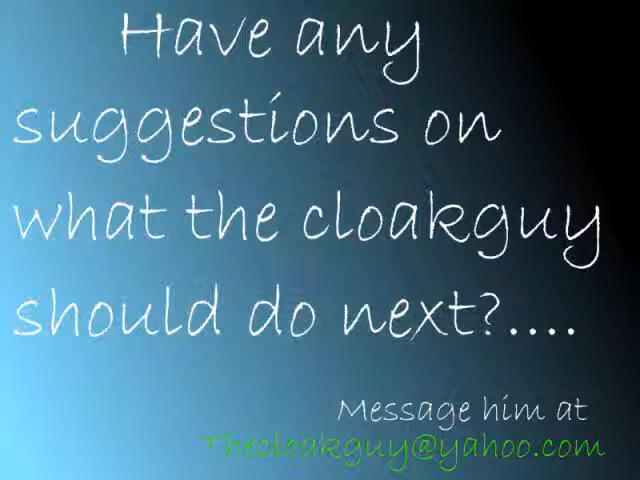 Have any
suggestions on
what the cloakguy
should do next?....
Message him at
Thecloakguy@yahoo.com